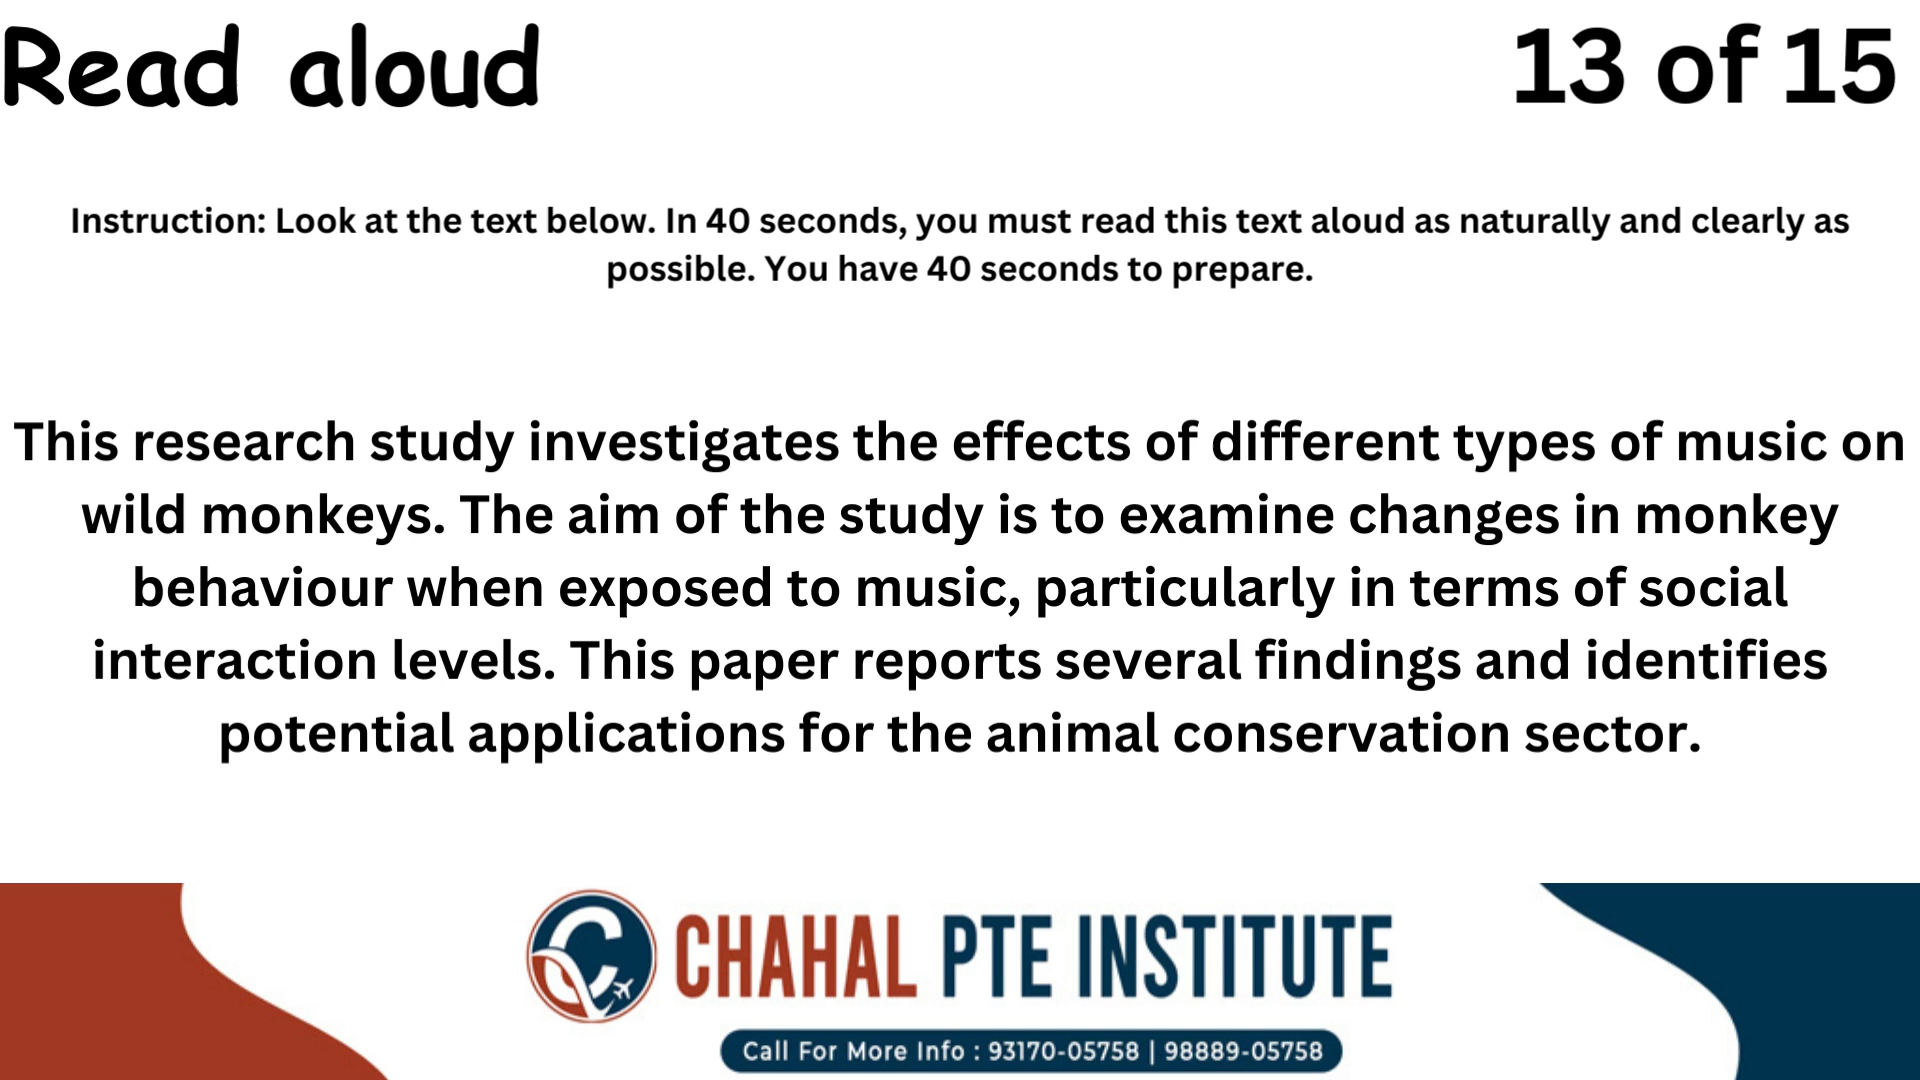 Read aloud
13 of 15
Instruction: Look at the text below. In 40 seconds, you must read this text aloud as naturally and clearly as
possible. You have 40 seconds to prepare.
This research study investigates the effects of different types of music on
wild monkeys. The aim of the study is to examine changes in monkey
behaviour when exposed to music, particularly in terms of social
interaction levels. This paper reports several findings and identifies
potential applications for the animal conservation sector.
CHAHAL PTE INSTITUTE
Call For More Info : 93170-05758 | 98889-05758